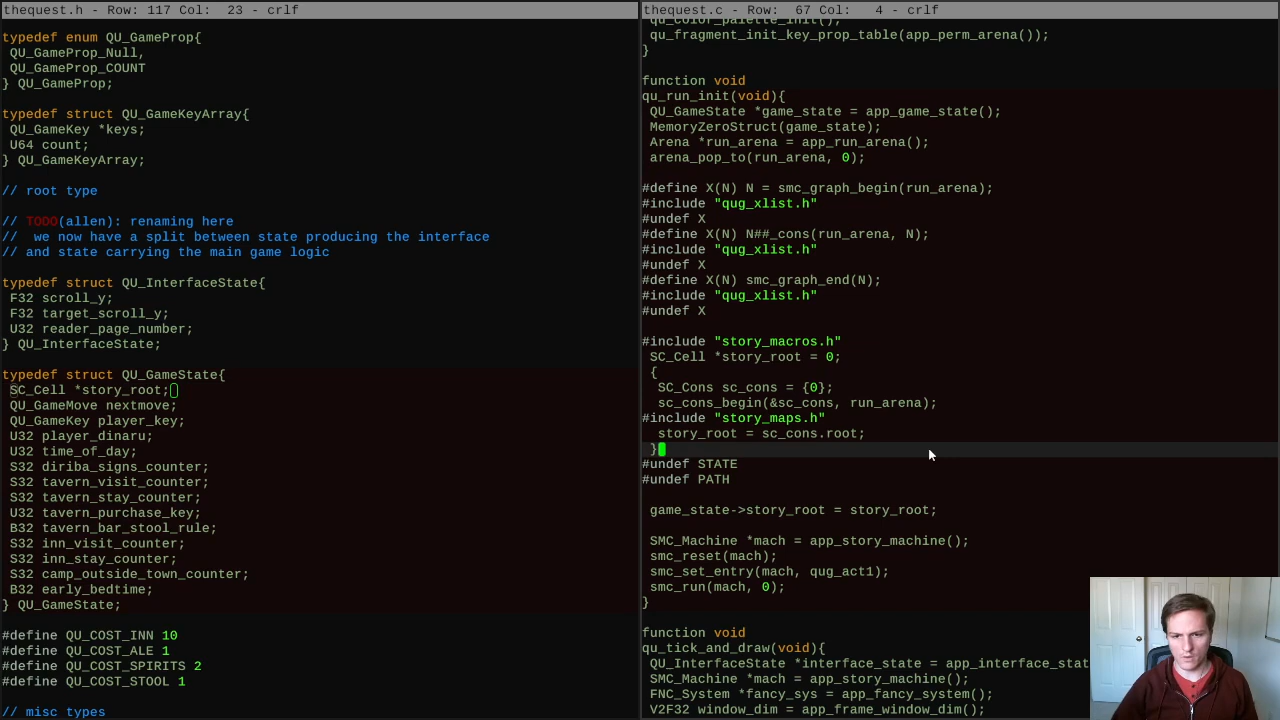 thequest.h - Row: 117 Col:  23 - crlf
typedef enum QU_GameProp{
 QU_GameProp_Null,
 QU_GameProp_COUNT
} QU_GameProp;
typedef struct QU_GameKeyArray{
 QU_GameKey *keys;
 U64 count;
} QU_GameKeyArray;
// root type
// TODO(allen): renaming here
//  we now have a split between state producing the interface
// and state carrying the main game logic
typedef struct QU_InterfaceState{
 F32 scroll_y;
 F32 target_scroll_y;
 U32 reader_page_number;
} QU_InterfaceState;
typedef struct QU_GameState{
 SC_Cell *story_root;
 QU_GameMove nextmove;
 QU_GameKey player_key;
 U32 player_dinaru;
 U32 time_of_day;
 S32 diriba_signs_counter;
 S32 tavern_visit_counter;
 S32 tavern_stay_counter;
 U32 tavern_purchase_key;
 B32 tavern_bar_stool_rule;
 S32 inn_visit_counter;
 S32 inn_stay_counter;
 S32 camp_outside_town_counter;
 B32 early_bedtime;
} QU_GameState;
#define QU_COST_INN 10
#define QU_COST_ALE 1
#define QU_COST_SPIRITS 2
#define QU_COST_STOOL 1
// misc types
thequest.c - Row:  67 Col:   4 - crlf
 qu_color_palette_init();
 qu_fragment_init_key_prop_table(app_perm_arena());
}
function void
qu_run_init(void){
 QU_GameState *game_state = app_game_state();
 MemoryZeroStruct(game_state);
 Arena *run_arena = app_run_arena();
 arena_pop_to(run_arena, 0);
#define X(N) N = smc_graph_begin(run_arena);
#include "qug_xlist.h"
#undef X
#define X(N) N##_cons(run_arena, N);
#include "qug_xlist.h"
#undef X
#define X(N) smc_graph_end(N);
#include "qug_xlist.h"
#undef X
#include "story_macros.h"
 SC_Cell *story_root = 0;
 {
  SC_Cons sc_cons = {0};
  sc_cons_begin(&sc_cons, run_arena);
#include "story_maps.h"
  story_root = sc_cons.root;
 }
#undef STATE
#undef PATH
 game_state->story_root = story_root;
 SMC_Machine *mach = app_story_machine();
 smc_reset(mach);
 smc_set_entry(mach, qug_act1);
 smc_run(mach, 0);
}
function void
qu_tick_and_draw(void){
 QU_InterfaceState *interface_state = app_interface_stat
 SMC_Machine *mach = app_story_machine();
 FNC_System *fancy_sys = app_fancy_system();
 V2F32 window_dim = app_frame_window_dim();